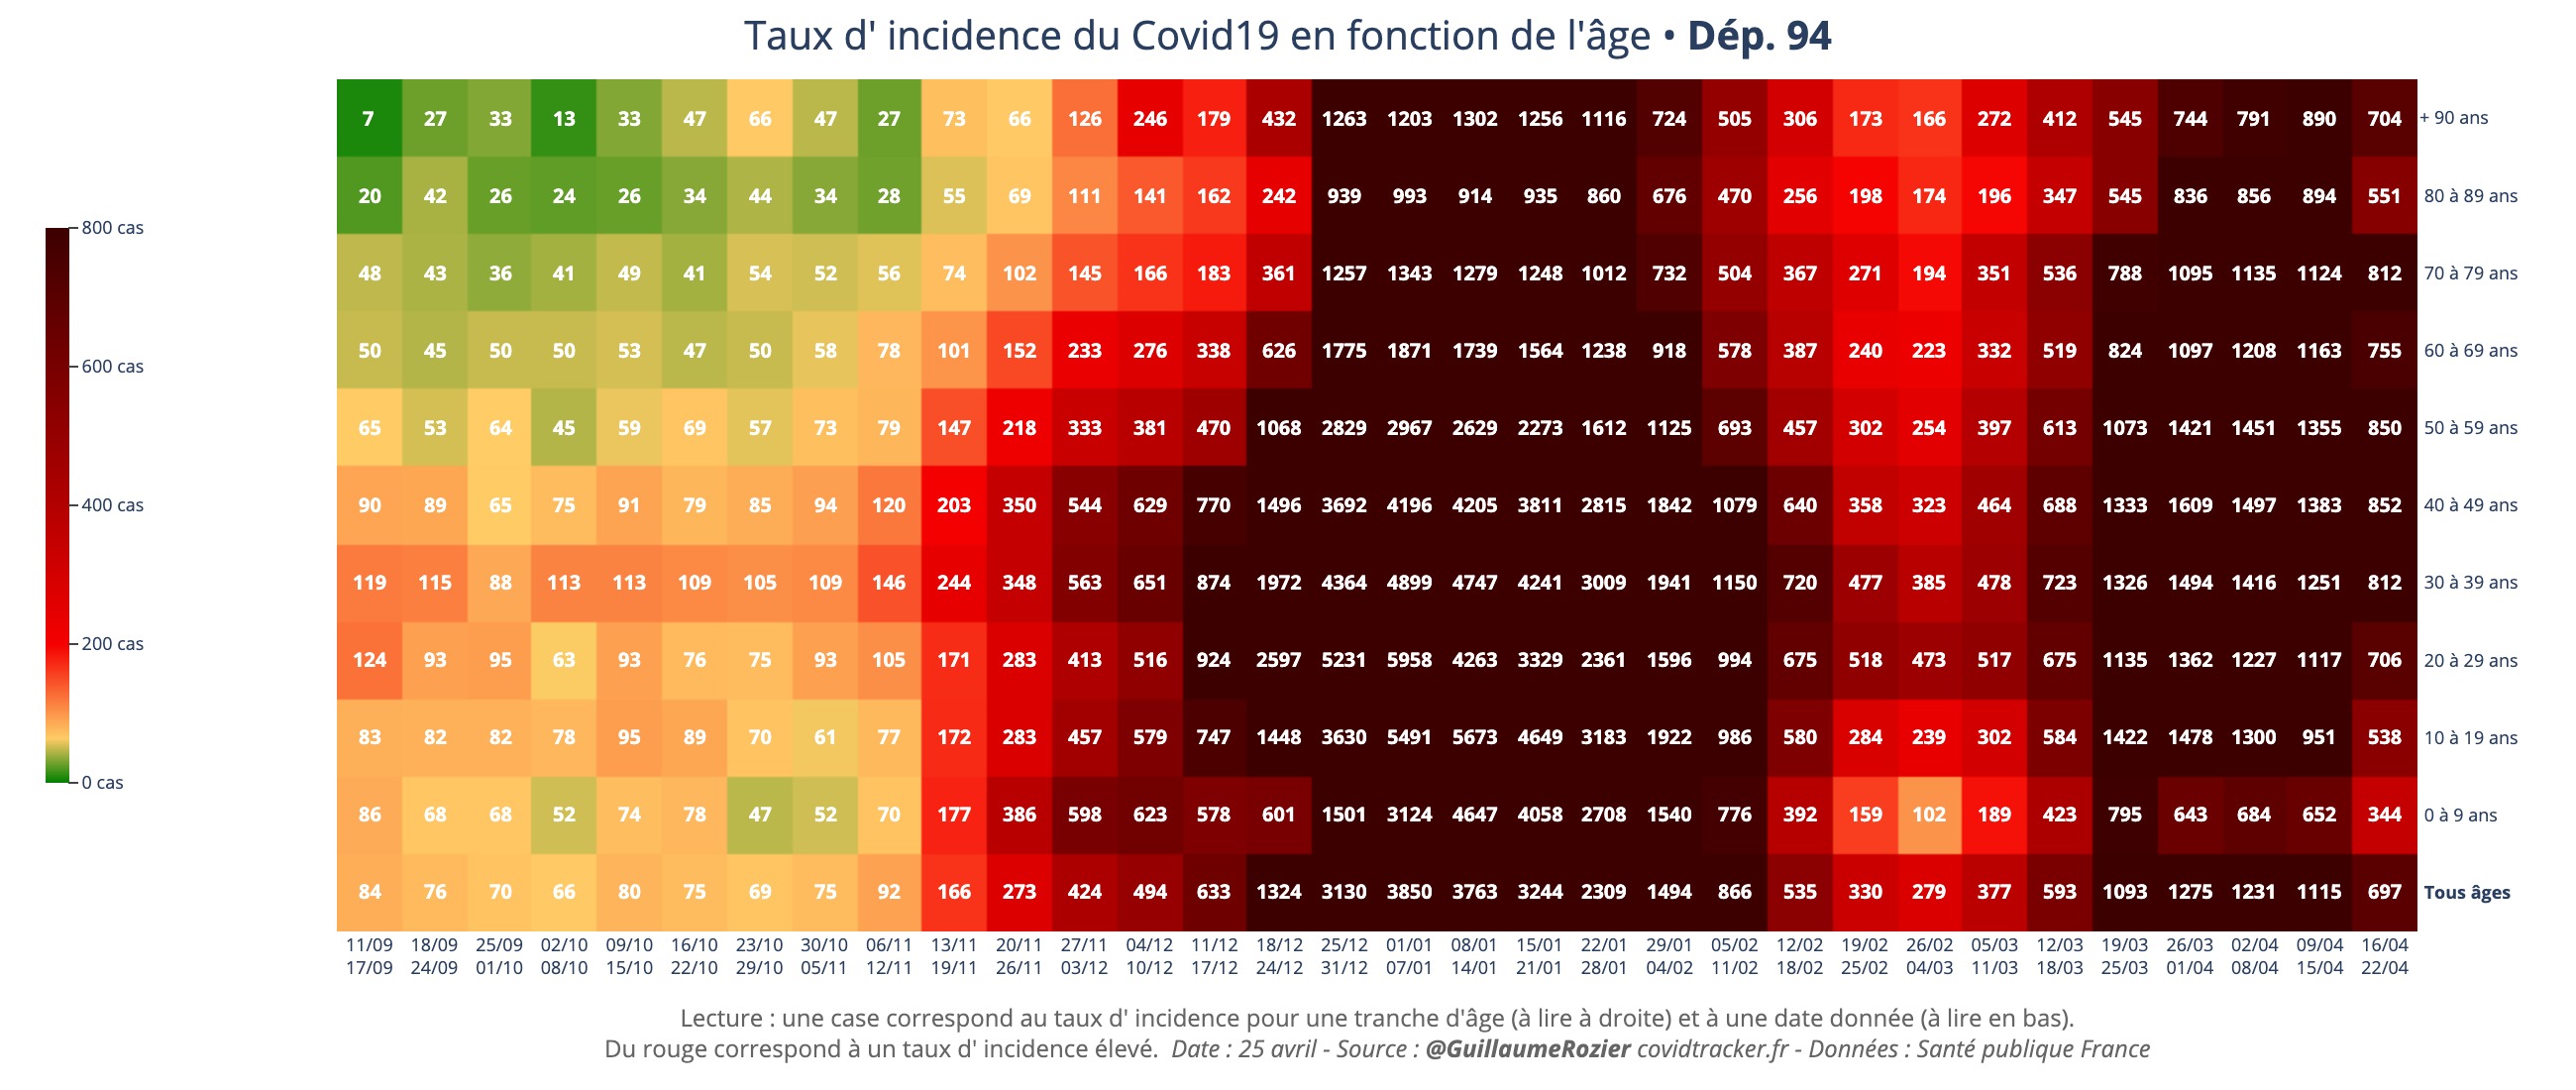 Taux d' incidence du Covid19 en fonction de l'âge • Dép. 94
800 cas
600 cas
400 cas
200 cas
0 cas
7 27 33 13 33 47 66 47 27 73 66 126 246 179 432 1263 1203 1302 1256 1116 724 505 306 173 166 272 412 545 744 791 890 704 + 90 ans
20 42 26 24 26 34 44 34 28 55 69 111 141 162 242 939 993 914 935 860 676 470 256 198 174 196 347 545 836 856 894 551 80 à 89 ans
48 43 36 41 49 41 54 52 56 74 102 145 166 183 361 1257 1343 1279 1248 1012 732 504 367 271 194 351 536 788 1095 1135 1124 812 70 à 79 ans
50 45 50 50 53 47 50 58 78 101 152 233 276 338 626 1775 1871 1739 1564 1238 918 578 387 240 223 332 519 824 1097 1208 1163 755 60 à 69 ans
65 53 64 45 59 69 57 73 79 147 218 333 381 470 1068 2829 2967 2629 2273 1612 1125 693 457 302 254 397 613 1073 1421 1451 1355 850 50 à 59 ans
90 89 65 75 91 79 85 94 120 203 350 544 629 770 1496 3692 4196 4205 3811 2815 1842 1079 640 358 323 464 688 1333 1609 1497 1383 852 40 à 49 ans
119 115 88 113 113 109 105 109 146 244 348 563 651 874 1972 4364 4899 4747 4241 3009 1941 1150 720 477 385 478 723 1326 1494 1416 1251 812 30 à 39 ans
124 93 95 63 93 76 75 93 105 171 283 413 516 924 2597 5231 5958 4263 3329 2361 1596 994 675 518 473 517 675 1135 1362 1227 1117 706 20 à 29 ans
83 82 82 78 95 89 70 61 77 172 283 457 579 747 1448 3630 5491 5673 4649 3183 1922 986 580 284 239 302 584 1422 1478 1300 951 538 10 à 19 ans
86 68 68 52 74 78 47 52 70 177 386 598 623 578 601 1501 3124 4647 4058 2708 1540 776 392 159 102 189 423 795 643 684 652 344 0 à 9 ans
84 76 70 66 80 75 69 75 92 166 273 424 494 633 1324 3130 3850 3763 3244 2309 1494 866 535 330 279 377 593 1093 1275 1231 1115 697 Tous âges
11/09 18/09 25/09 02/10 09/10 16/10 23/10 30/10 06/11 13/11 20/11 27/11 04/12 11/12 18/12 25/12 01/01 08/01 15/01 22/01 29/01 05/02 12/02 19/02 26/02 05/03 12/03 19/03 26/03 02/04 09/04 16/04
17/09 24/09 01/10 08/10 15/10 22/10 29/10 05/11 12/11 19/11 26/11 03/12 10/12 17/12 24/12 31/12 07/01 14/01 21/01 28/01 04/02 11/02 18/02 25/02 04/03 11/03 18/03 25/03 01/04 08/04 15/04 22/04
Lecture : une case correspond au taux d' incidence pour une tranche d'âge (à lire à droite) et à une date donnée (à lire en bas).
Du rouge correspond à un taux d' incidence élevé. Date : 25 avril - Source : @GuillaumeRozier covidtracker.fr - Données : Santé publique France